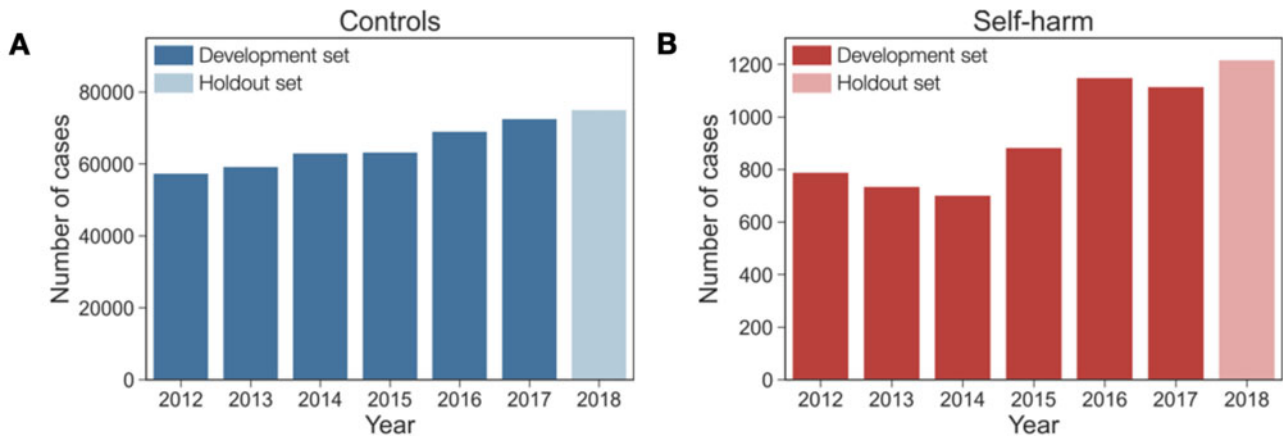 A
Controls
Development set
Holdout set
Number of cases
80000
60000
40000
20000
0
2012 2013 2014 2015 2016 2017 2018
Year
B
Self-harm
Development set
Holdout set
Number of cases
1200
1000
800
600
400
200
0
2012 2013 2014 2015 2016 2017 2018
Year